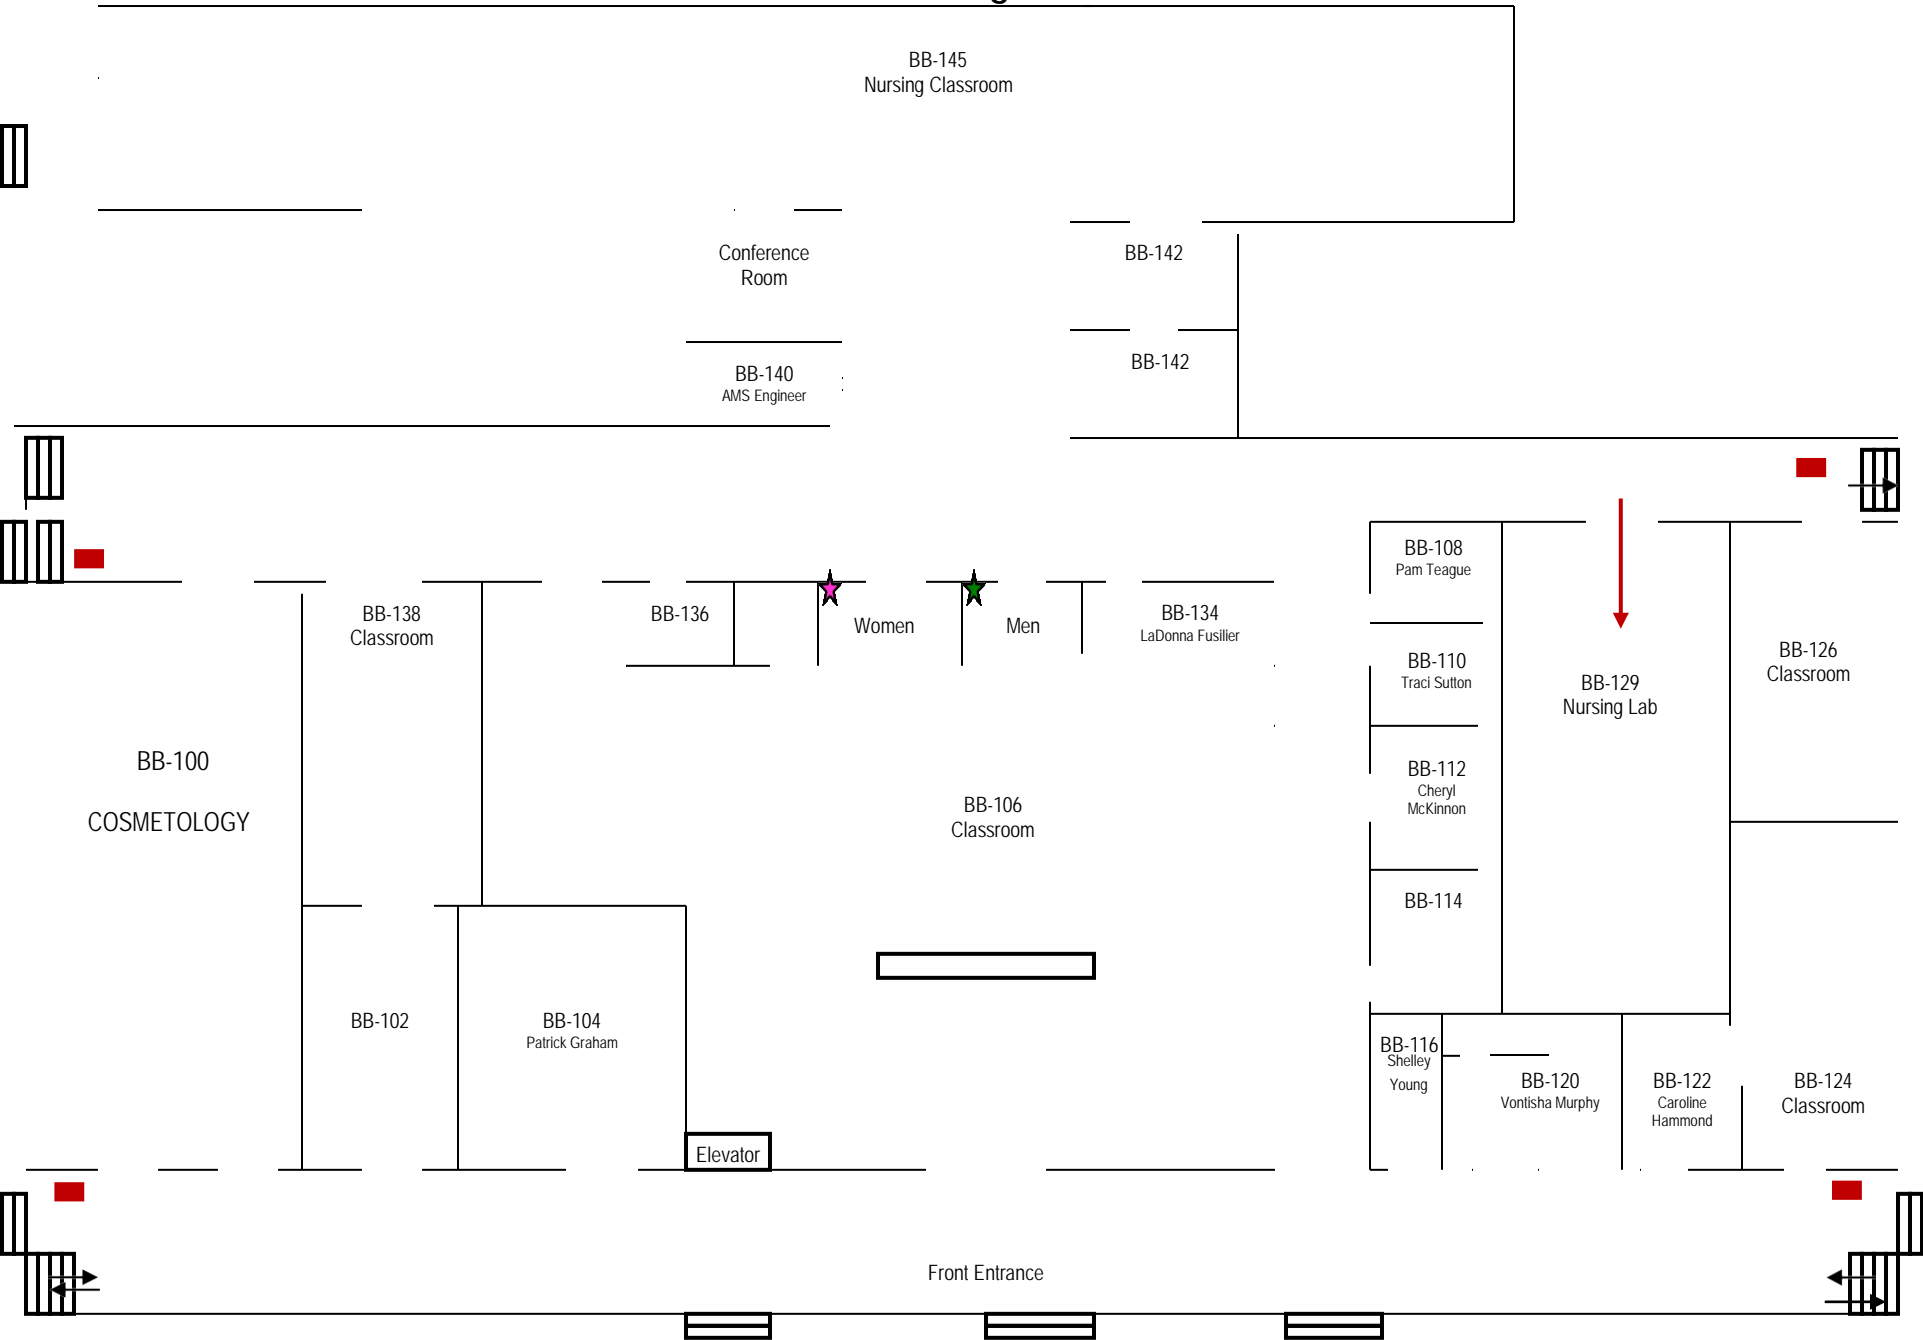 BB-145
Nursing Classroom
Conference
Room
BB-142
BB-140
AMS Engineer
BB-142
BB-108
Pam Teague
BB-138
Classroom
BB-136
Women
Men
BB-134
LaDonna Fusilier
BB-110
Traci Sutton
BB-129
Nursing Lab
BB-126
Classroom
BB-100
COSMETOLOGY
BB-106
Classroom
BB-112
Cheryl
McKinnon
BB-114
BB-102
BB-104
Patrick Graham
BB-116
Shelley
Young
BB-120
Vontisha Murphy
BB-122
Caroline
Hammond
BB-124
Classroom
Elevator
Front Entrance